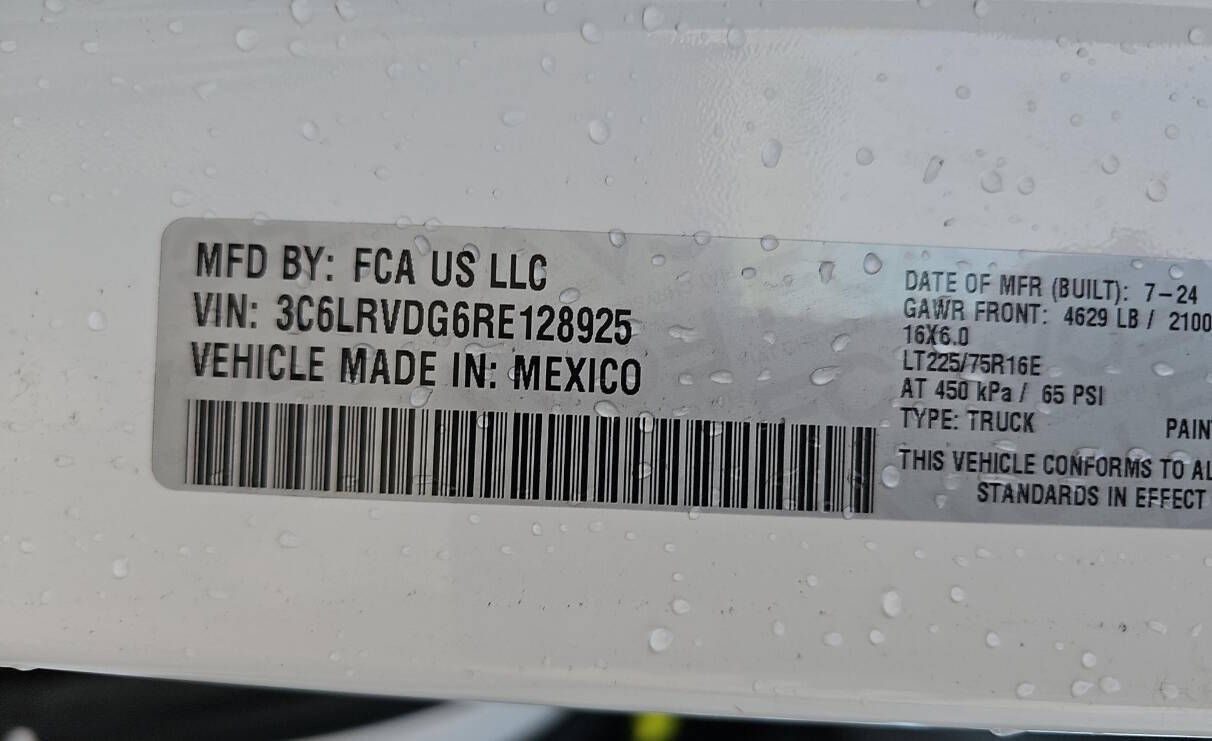 MFD BY: FCA US LLC
VIN: 3C6LRVDG6RE128925
VEHICLE MADE IN: MEXICO
DATE OF MFR (BUILT): 7-24
GAWR FRONT: 4629 LB / 2100
16X6.0
LT225/75R16E
AT 450 kPa / 65 PSI
TYPE: TRUCK PAIN
THIS VEHICLE CONFORMS TO AL
STANDARDS IN EFFECT